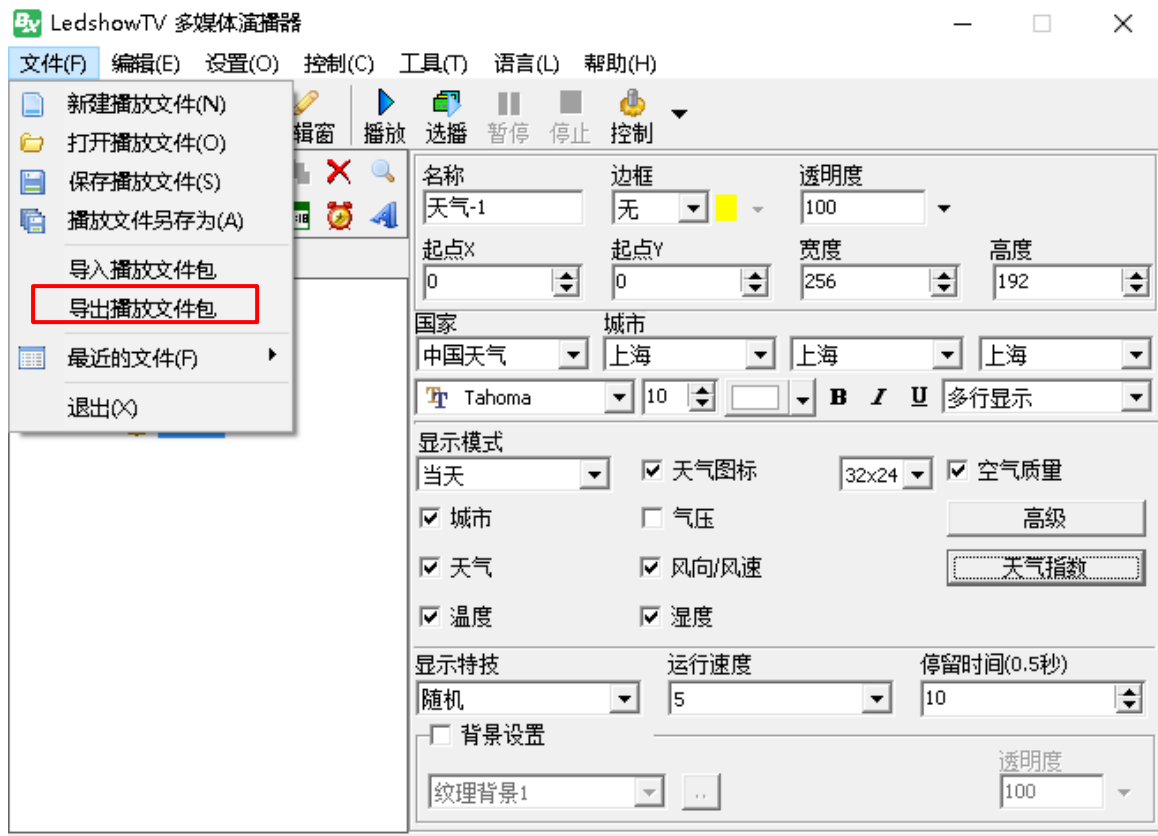 BX LedshowTV 多媒体演播器
文件(F) 编辑(E) 设置(O) 控制(C) 工具(T) 语言(L) 帮助(H)
新建播放文件(N)
打开播放文件(O)
保存播放文件(S)
播放文件另存为(A)
导入播放文件包
导出播放文件包
最近的文件(F)
退出(X)
辑窗 播放 选播 暂停 停止 控制
名称 边框 透明度
天气-1 无 100
起点X 起点Y 宽度 高度
0 0 256 192
国家 城市
中国天气 上海 上海 上海
Tahoma 10 B I U 多行显示
显示模式
当天 天气图标 32x24 空气质量
城市 气压 高级
天气 风向/风速 天气指数
温度 湿度
显示特技 运行速度 停留时间(0.5秒)
随机 5 10
背景设置
透明度
纹理背景1 .. 100